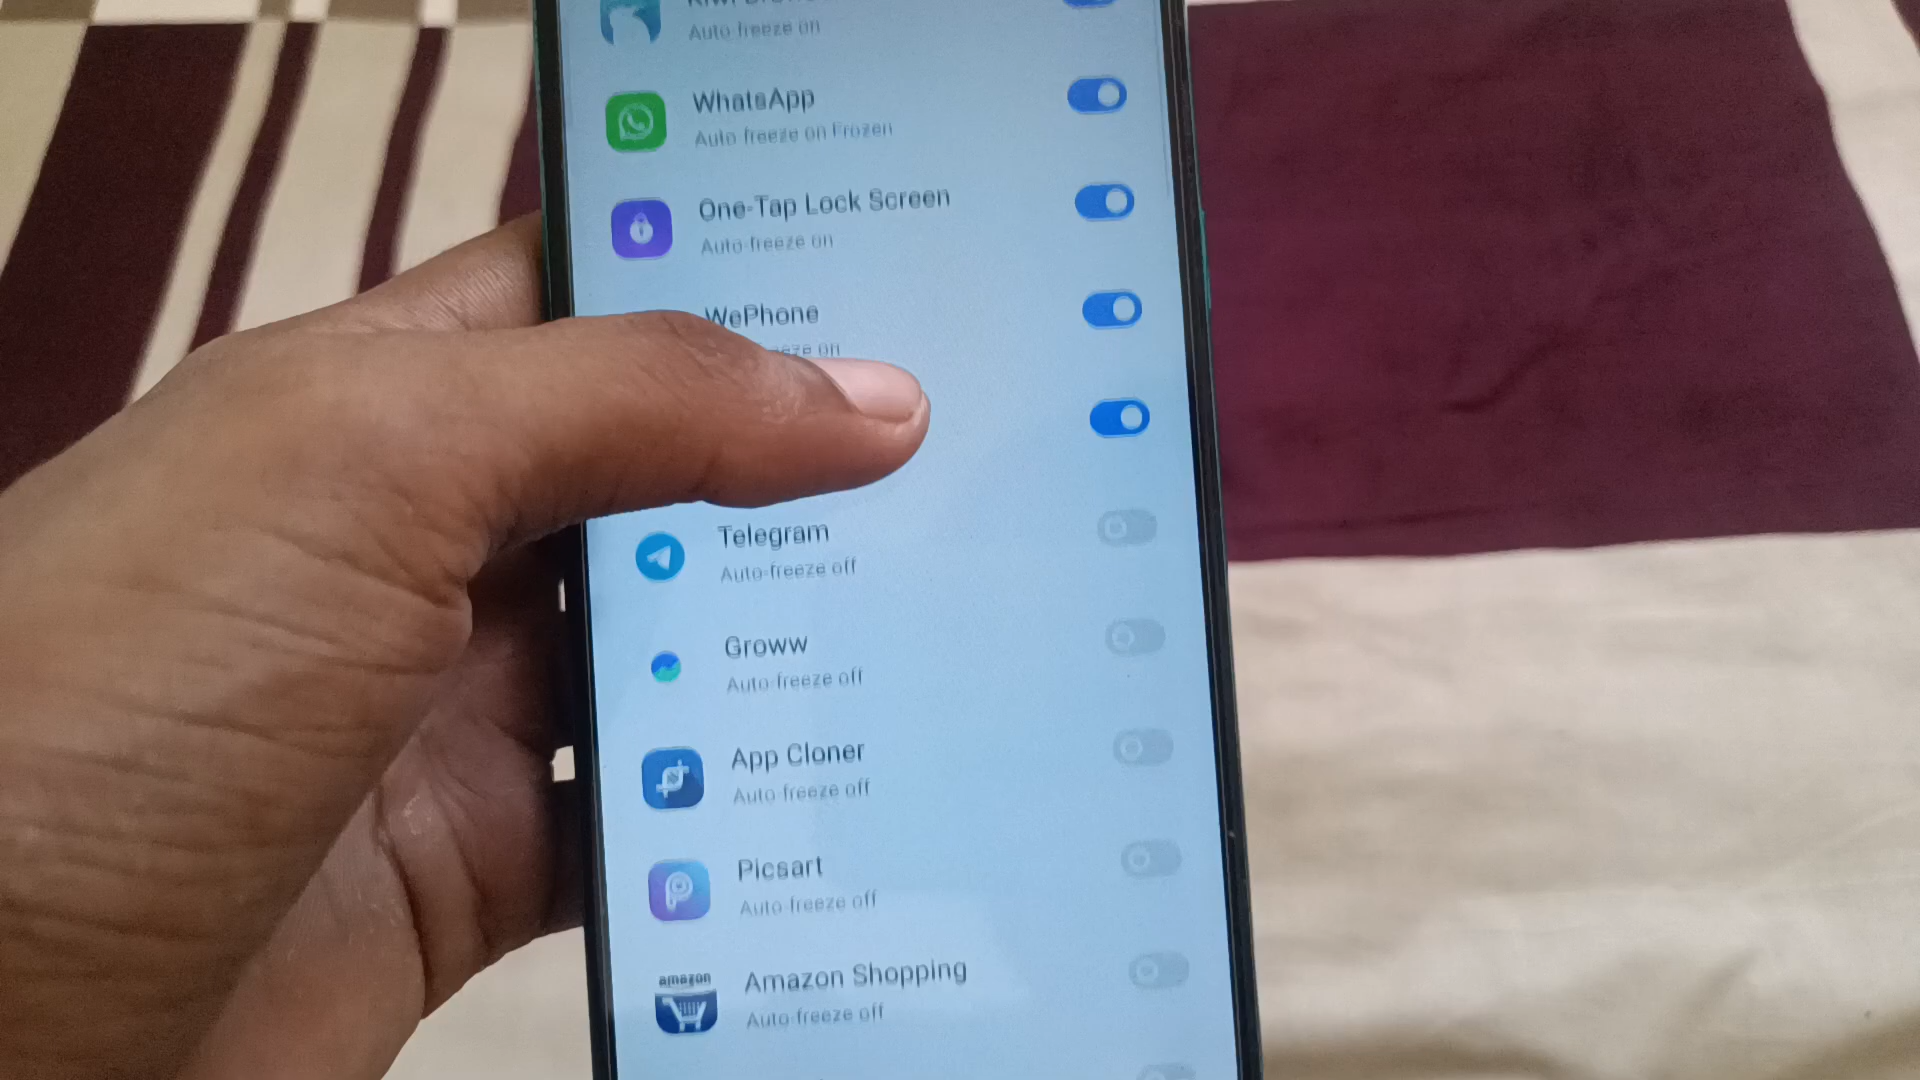 Auto-freeze on
WhatsApp
Auto-freeze on Frozen
One-Tap Lock Screen
Auto-freeze on
WePhone
on
Telegram
Auto-freeze off
Groww
Auto-freeze off
App Cloner
Auto-freeze off
Picsart
Auto-freeze off
amazon
Amazon Shopping
Auto-freeze off